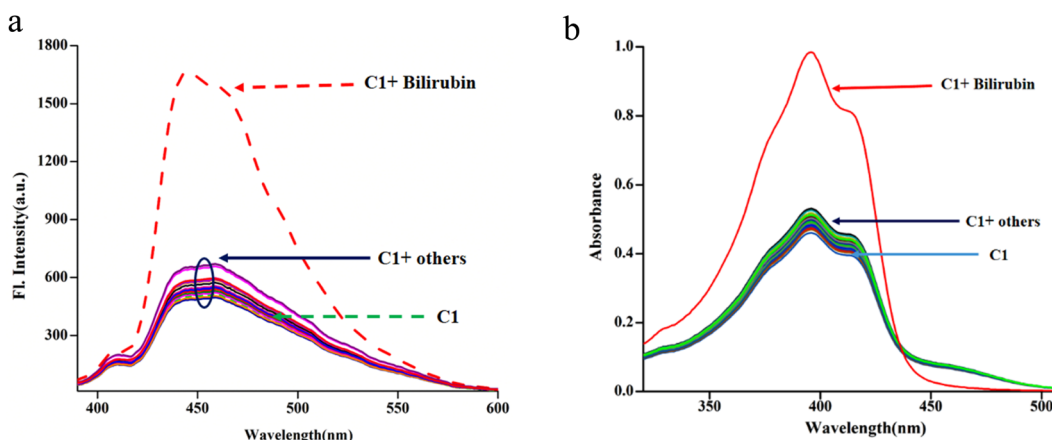 a
Fl. Intensity(a.u.)
1800
1500
1200
900
600
300
400
450
500
550
600
Wavelength(nm)
C1+ Bilirubin
C1+ others
C1
b
Absorbance
1.0
0.8
0.6
0.4
0.2
0.0
350
400
450
500
Wavelength(nm)
C1+ Bilirubin
C1+ others
C1